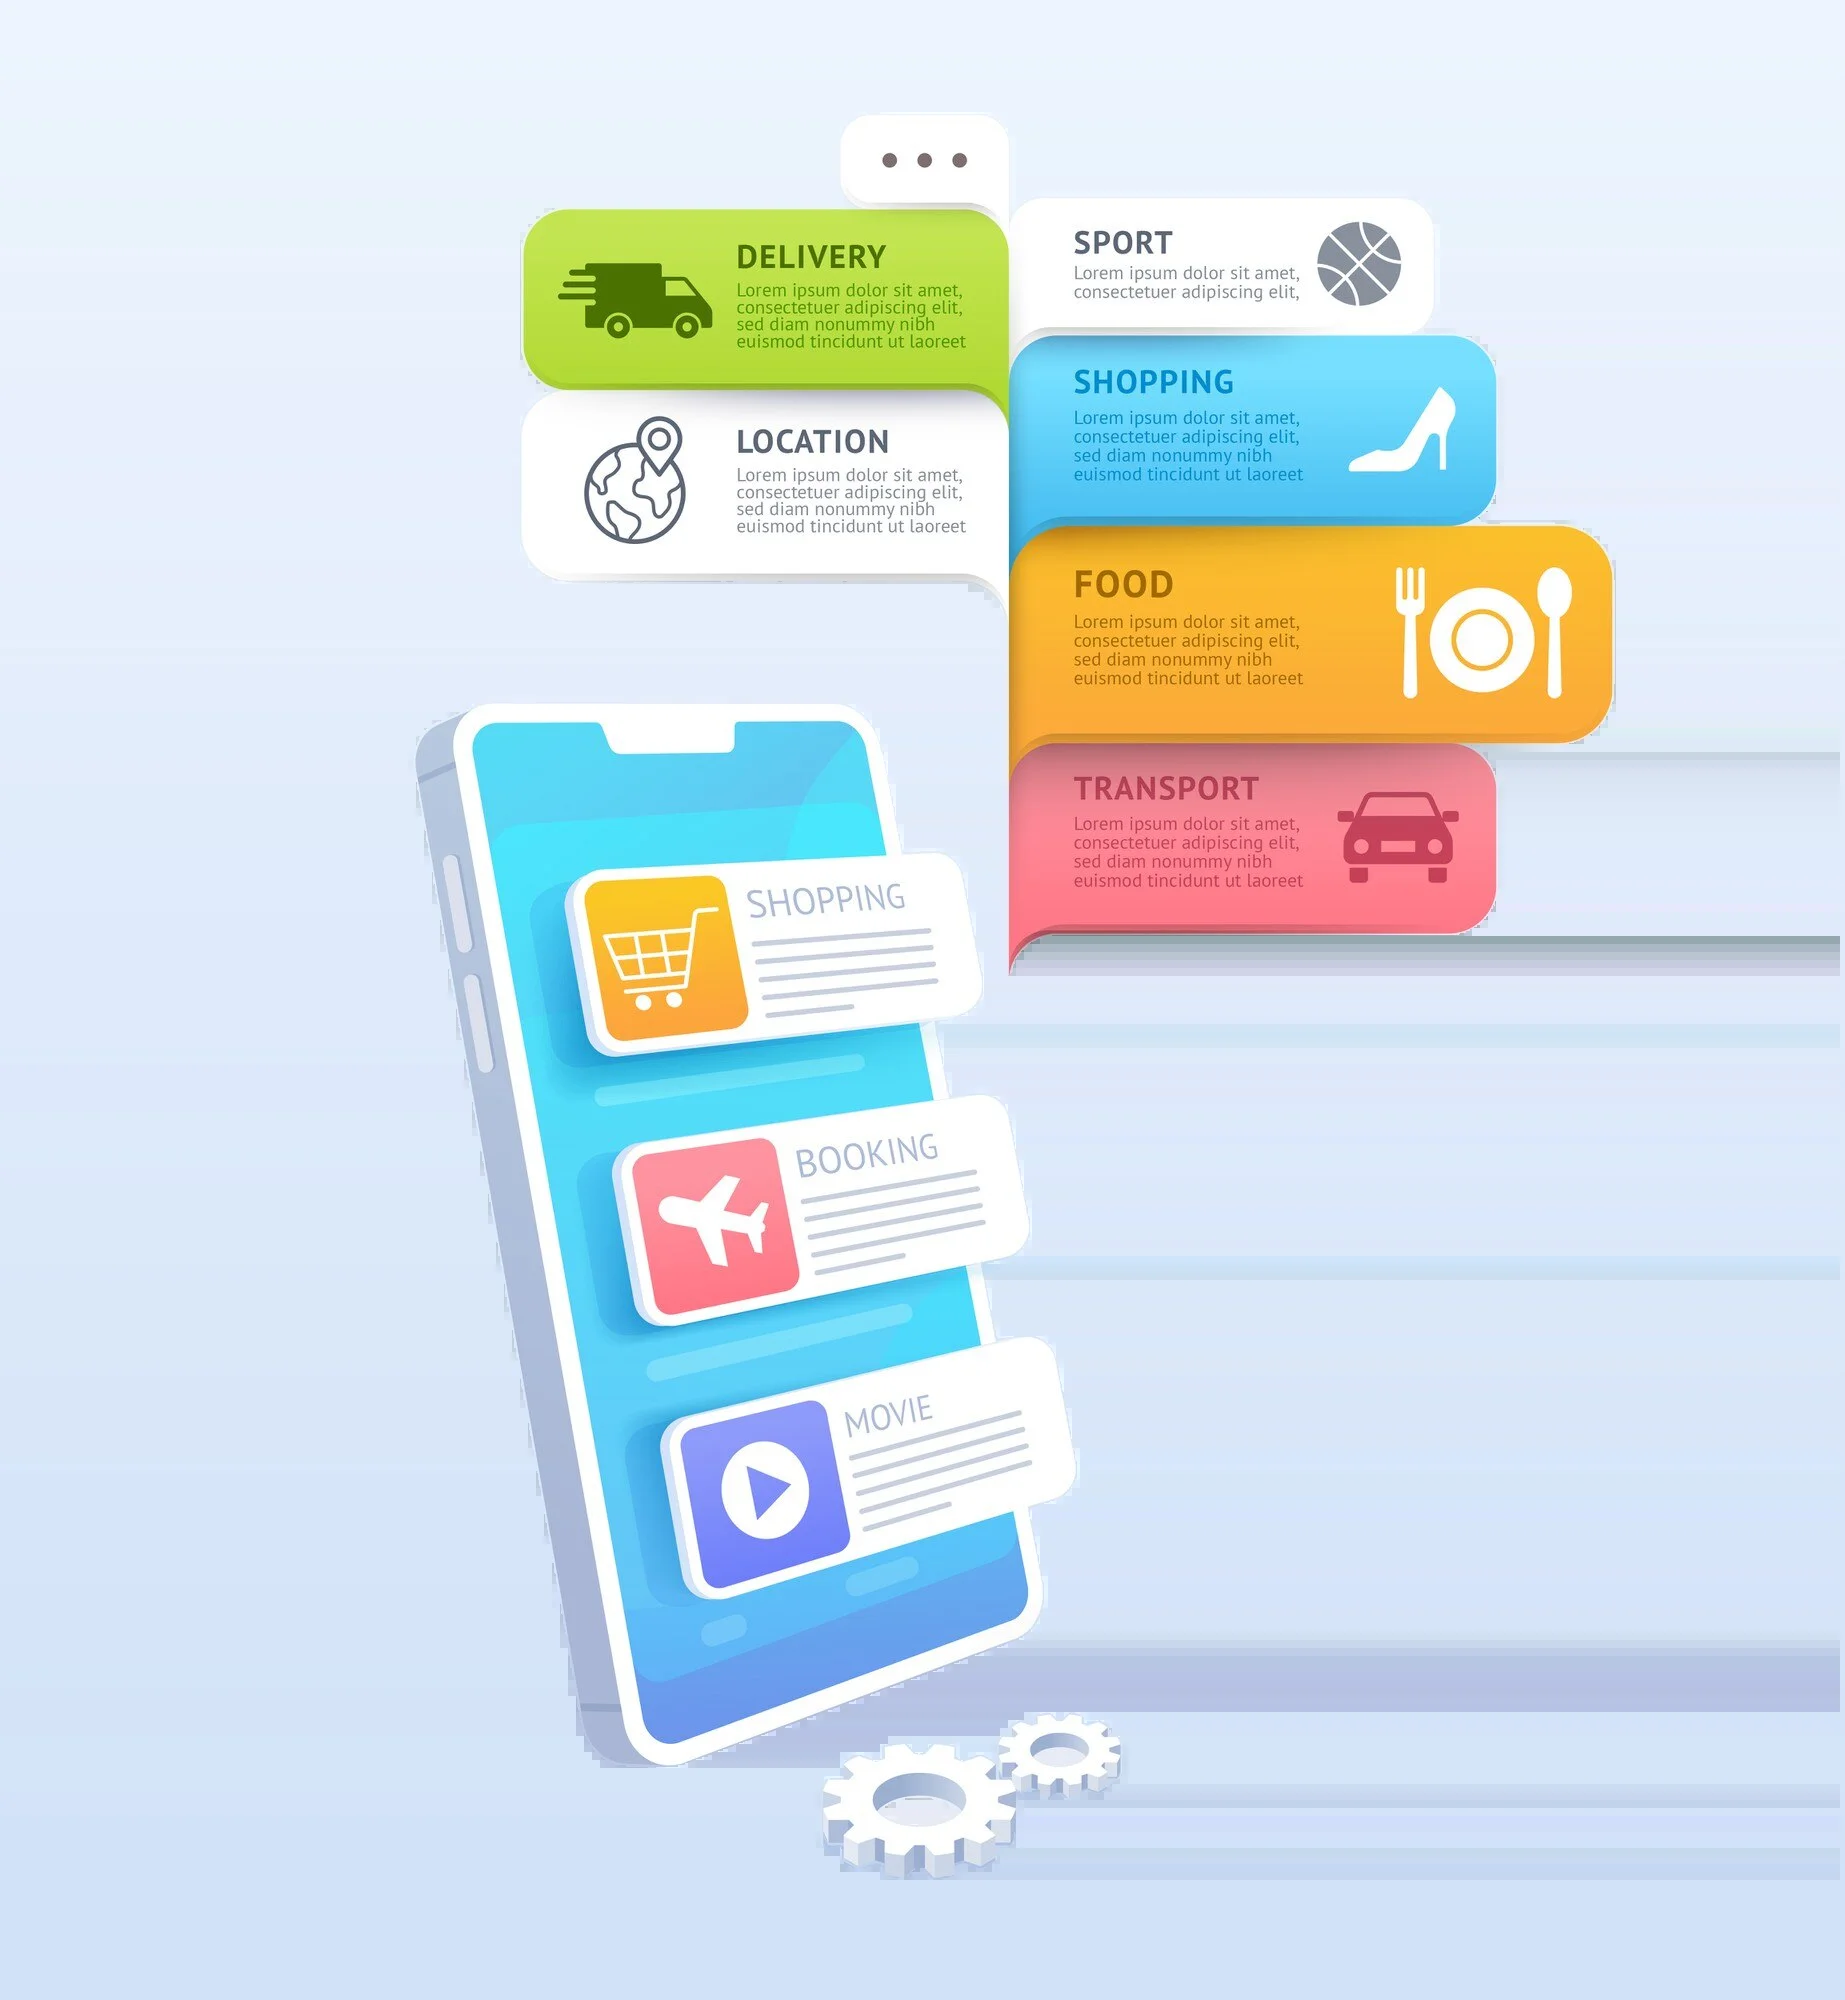 DELIVERY
Lorem ipsum dolor sit amet,
consectetuer adipiscing elit,
sed diam nonummy nibh
euismod tincidunt ut laoreet
LOCATION
Lorem ipsum dolor sit amet,
consectetuer adipiscing elit,
sed diam nonummy nibh
euismod tincidunt ut laoreet
SPORT
Lorem ipsum dolor sit amet,
consectetuer adipiscing elit,
SHOPPING
Lorem ipsum dolor sit amet,
consectetuer adipiscing elit,
sed diam nonummy nibh
euismod tincidunt ut laoreet
FOOD
Lorem ipsum dolor sit amet,
consectetuer adipiscing elit,
sed diam nonummy nibh
euismod tincidunt ut laoreet
TRANSPORT
Lorem ipsum dolor sit amet,
consectetuer adipiscing elit,
sed diam nonummy nibh
euismod tincidunt ut laoreet
SHOPPING
BOOKING
MOVIE